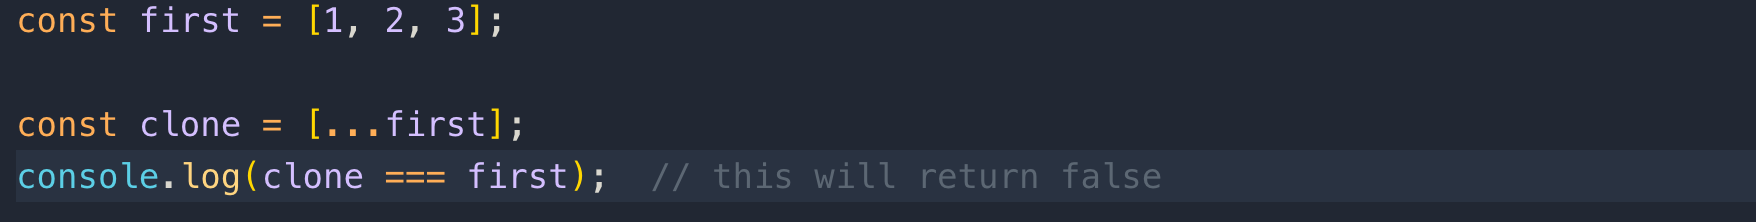 const first = [1, 2, 3];
const clone = [...first];
console.log(clone === first);  // this will return false